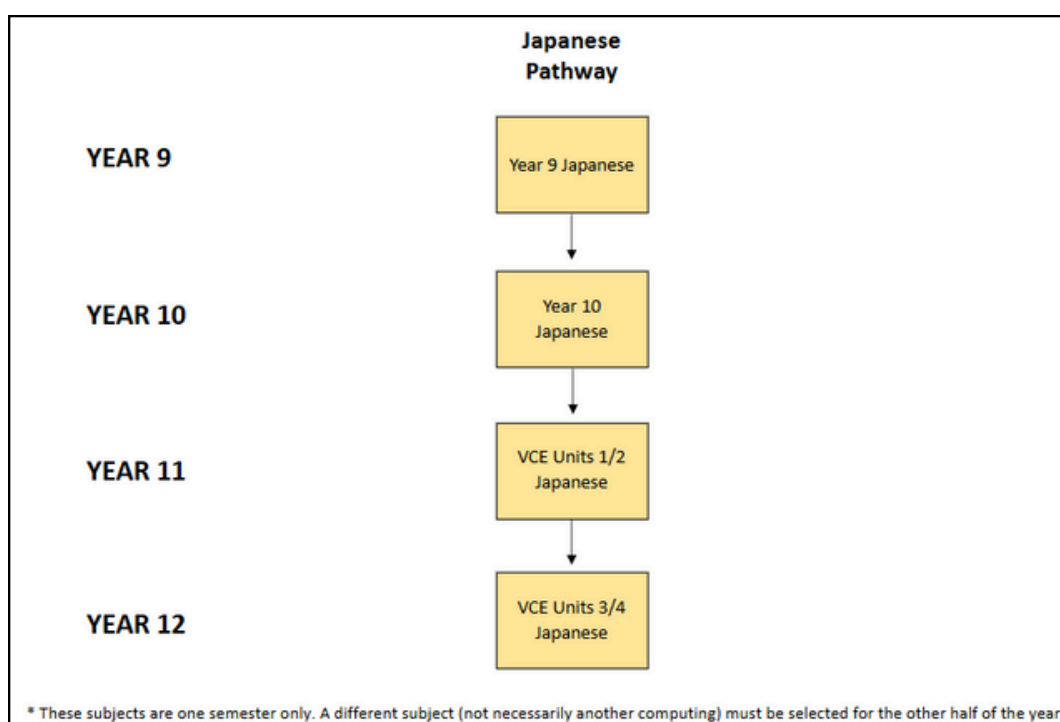 Japanese
Pathway
YEAR 9
Year 9 Japanese
YEAR 10
Year 10
Japanese
YEAR 11
VCE Units 1/2
Japanese
YEAR 12
VCE Units 3/4
Japanese
* These subjects are one semester only. A different subject (not necessarily another computing) must be selected for the other half of the year